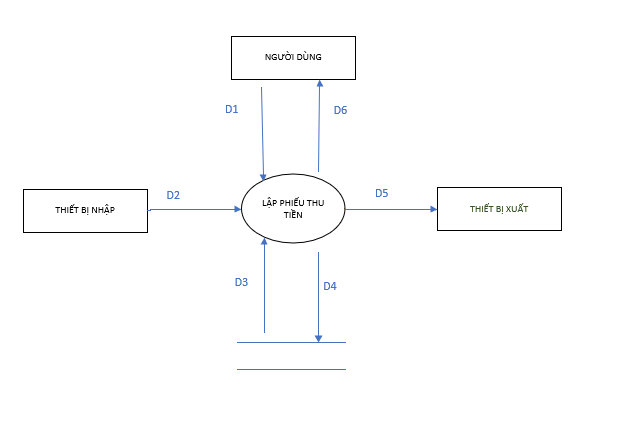 NGƯỜI DÙNG
D1
D6
THIẾT BỊ NHẬP
D2
LẬP PHIẾU THU
TIỀN
D5
THIẾT BỊ XUẤT
D3
D4